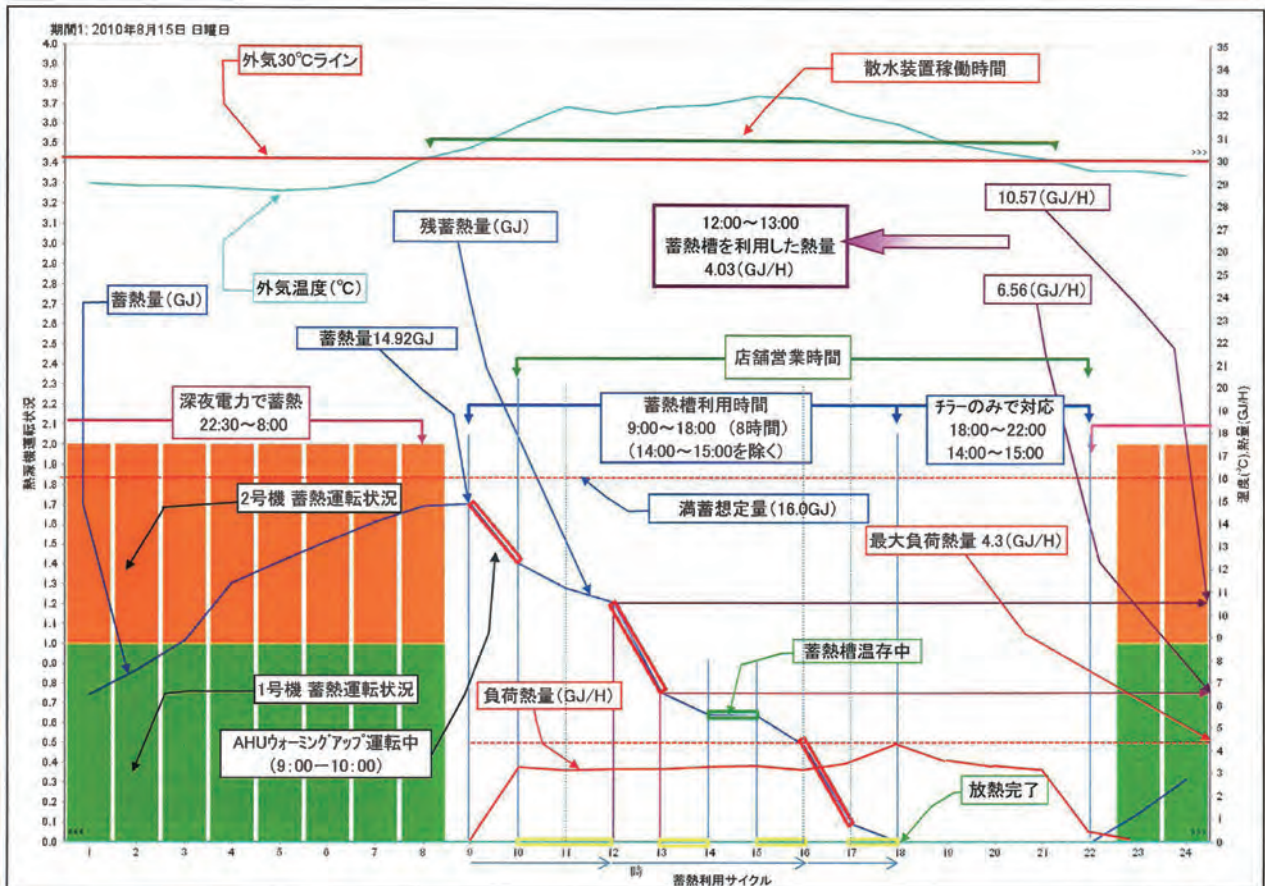 期間1: 2010年8月15日 日曜日
外気30℃ライン
散水装置稼働時間
残蓄熱量(GJ)
12:00～13:00
蓄熱槽を利用した熱量
4.03(GJ/H)
10.57(GJ/H)
6.56(GJ/H)
蓄熱量(GJ)
外気温度(℃)
蓄熱量14.92GJ
店舗営業時間
深夜電力で蓄熱
22:30～8:00
蓄熱槽利用時間
9:00～18:00 (8時間)
(14:00～15:00を除く)
ﾁﾗｰのみで対応
18:00～22:00
14:00～15:00
2号機 蓄熱運転状況
満蓄想定量(16.0GJ)
最大負荷熱量 4.3(GJ/H)
1号機 蓄熱運転状況
負荷熱量(GJ/H)
蓄熱槽温存中
AHUｳｫｰﾐﾝｸﾞｱｯﾌﾟ運転中
(9:00―10:00)
放熱完了
熱深機運転状況
4.0
3.9
3.8
3.7
3.6
3.5
3.4
3.3
3.2
3.1
3.0
2.9
2.8
2.7
2.6
2.5
2.4
2.3
2.2
2.1
2.0
1.9
1.8
1.7
1.6
1.5
1.4
1.3
1.2
1.1
1.0
0.9
0.8
0.7
0.6
0.5
0.4
0.3
0.2
0.1
0.0
温度(℃),熱量(GJ/H)
35
34
33
32
31
30
29
28
27
26
25
24
23
22
21
20
19
18
17
16
15
14
13
12
11
10
9
8
7
6
5
4
3
2
1
0
>>>
<<<
>>>
1 2 3 4 5 6 7 8 9 10 11 12 13 14 15 16 17 18 19 20 21 22 23 24
時
蓄熱利用サイクル